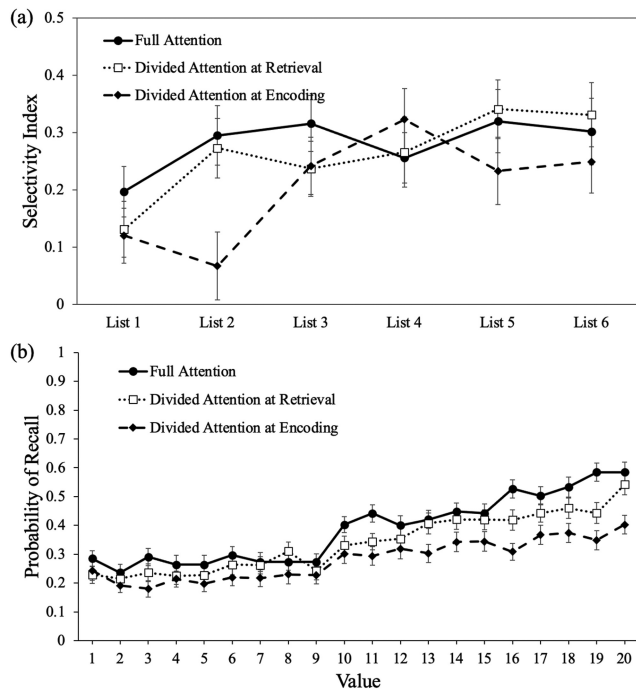 (a)
Full Attention
Divided Attention at Retrieval
Divided Attention at Encoding
Selectivity Index
0.5
0.4
0.3
0.2
0.1
0
List 1 List 2 List 3 List 4 List 5 List 6
(b)
Full Attention
Divided Attention at Retrieval
Divided Attention at Encoding
Probability of Recall
1
0.9
0.8
0.7
0.6
0.5
0.4
0.3
0.2
0.1
0
1 2 3 4 5 6 7 8 9 10 11 12 13 14 15 16 17 18 19 20
Value